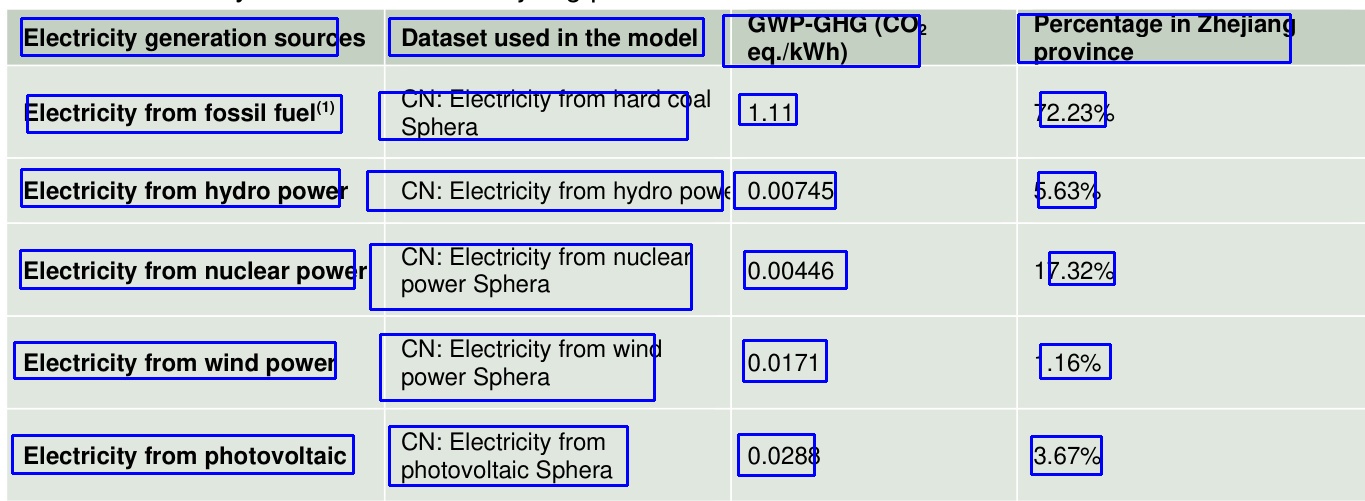 Electricity generation sources
Dataset used in the model
GWP-GHG (CO₂
eq./kWh)
Percentage in Zhejiang
province
Electricity from fossil fuel⁽¹⁾
CN: Electricity from hard coal
Sphera
1.11
72.23%
Electricity from hydro power
CN: Electricity from hydro powe
0.00745
5.63%
Electricity from nuclear power
CN: Electricity from nuclear
power Sphera
0.00446
17.32%
Electricity from wind power
CN: Electricity from wind
power Sphera
0.0171
1.16%
Electricity from photovoltaic
CN: Electricity from
photovoltaic Sphera
0.0288
3.67%